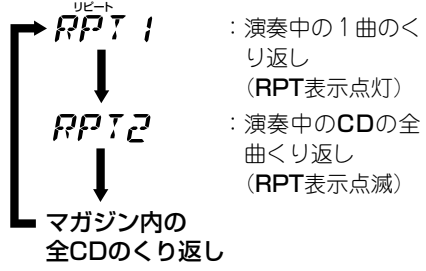 リピート
RPT 1
：演奏中の１曲のく
り返し
（RPT表示点灯）
RPT 2
：演奏中のCDの全
曲くり返し
（RPT表示点滅）
マガジン内の
全CDのくり返し